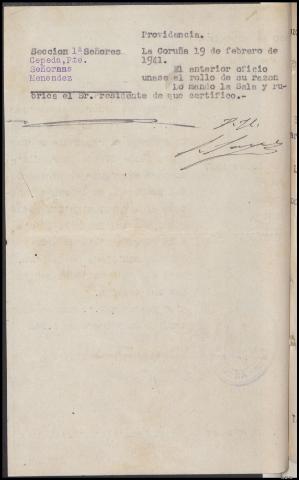 Providencia.
Seccion 1ª Señores La Coruña 19 de febrero de
Cepeda, Pte. 1941.
Señorans El anterior oficio
Menendez unase el rollo de su razon
Lo mando la Sala y ru-
brica el Sr. residente de que certifico.-